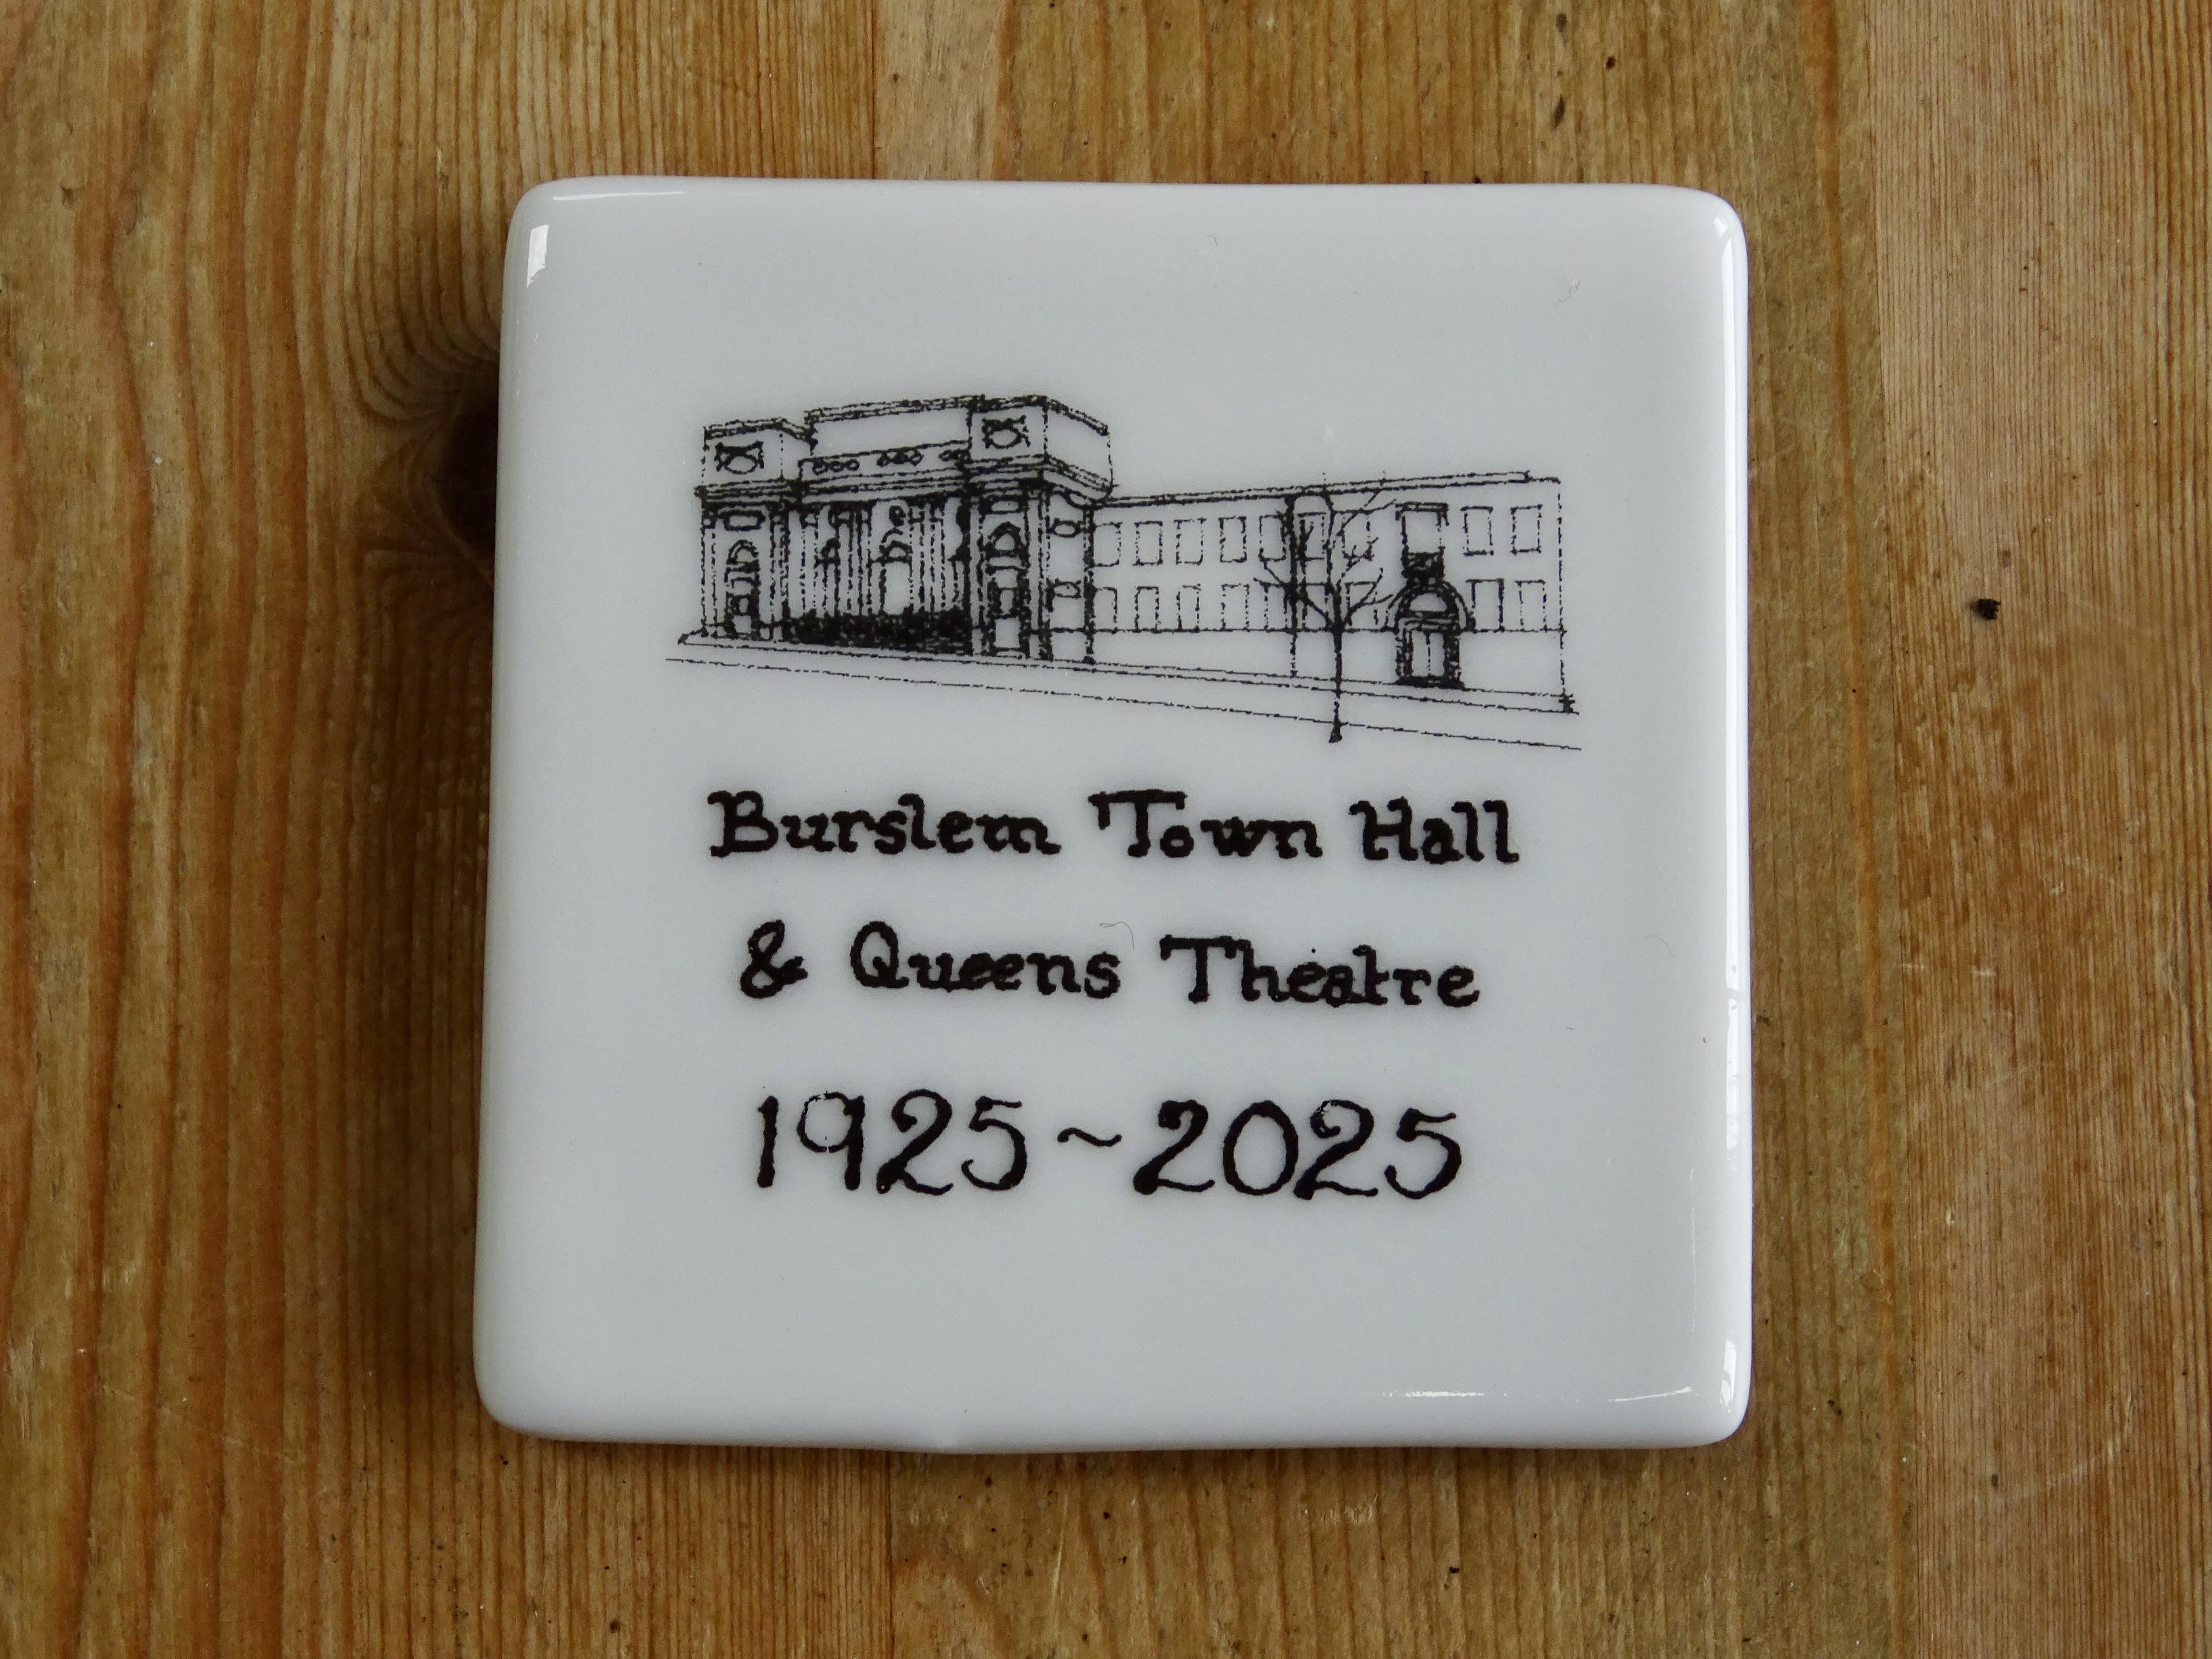 Burslem Town Hall
& Queens Theatre
1925~2025